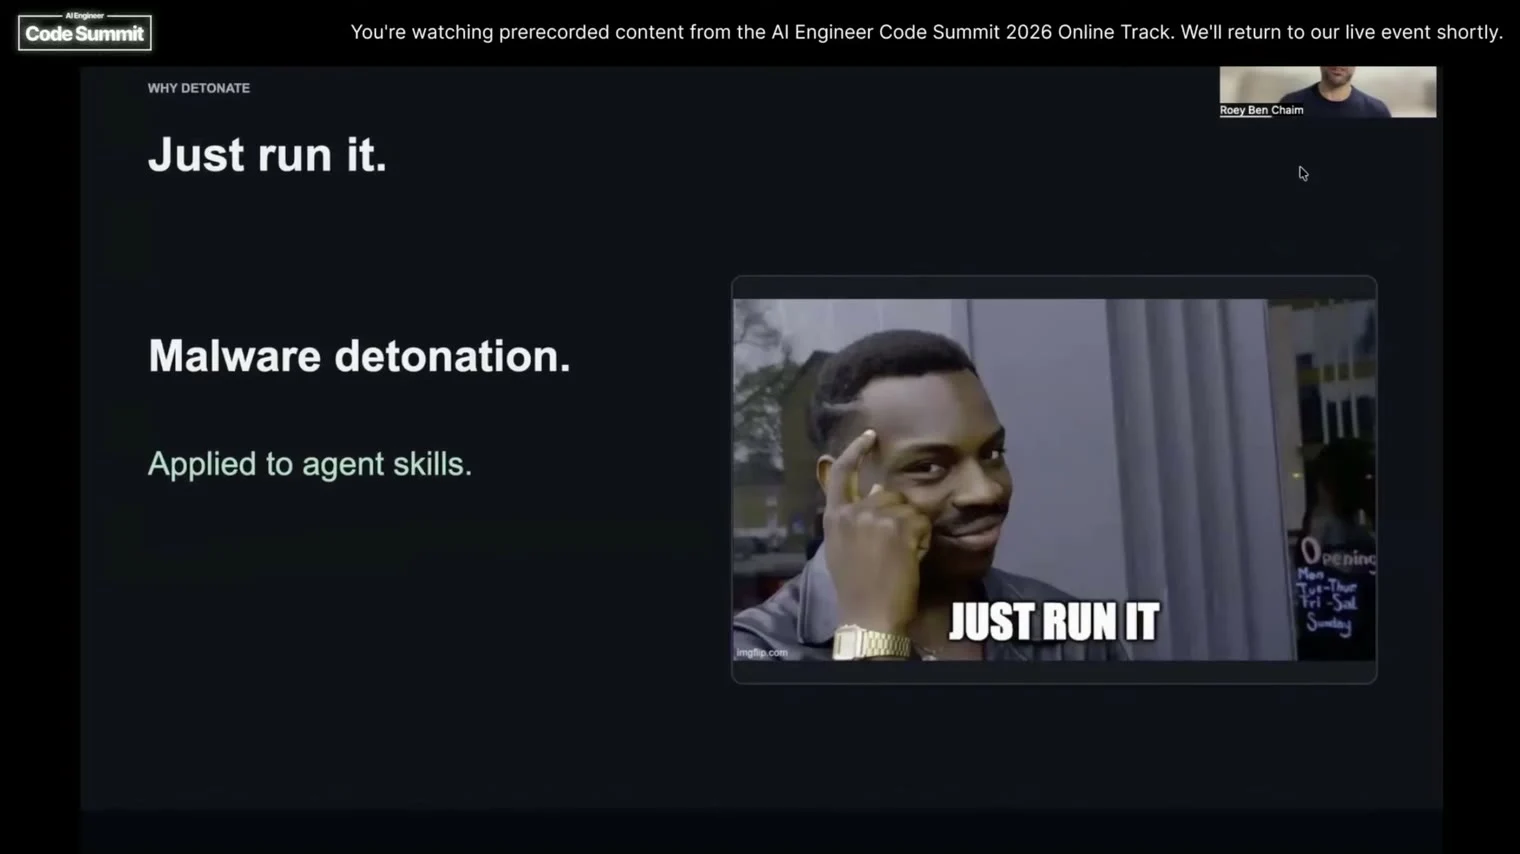 AI Engineer
Code Summit
You're watching prerecorded content from the AI Engineer Code Summit 2026 Online Track. We'll return to our live event shortly.
WHY DETONATE
Roey Ben Chaim
Just run it.
Malware detonation.
Applied to agent skills.
Opening
Mon
Tus-Thur
Fri -Sat
Sunday
JUST RUN IT
imgflip.com